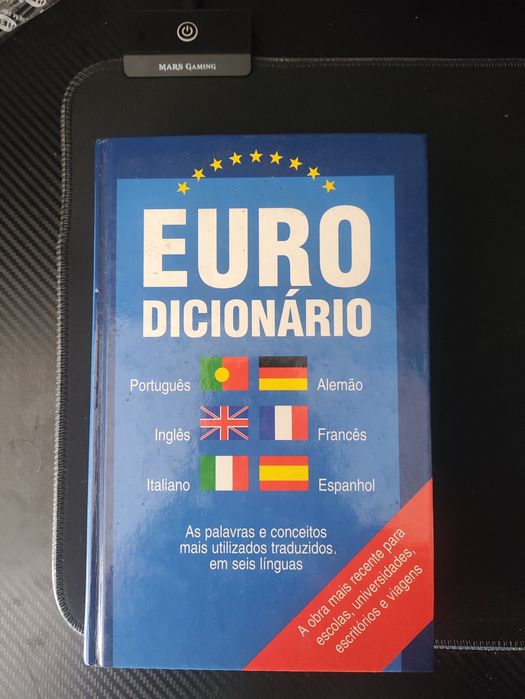 MARS GAMING
EURO
DICIONÁRIO
Português
Alemão
Inglês
Francês
Italiano
Espanhol
As palavras e conceitos
mais utilizados traduzidos
em seis línguas
A obra mais recente para
escolas, universidades,
escritórios e viagens